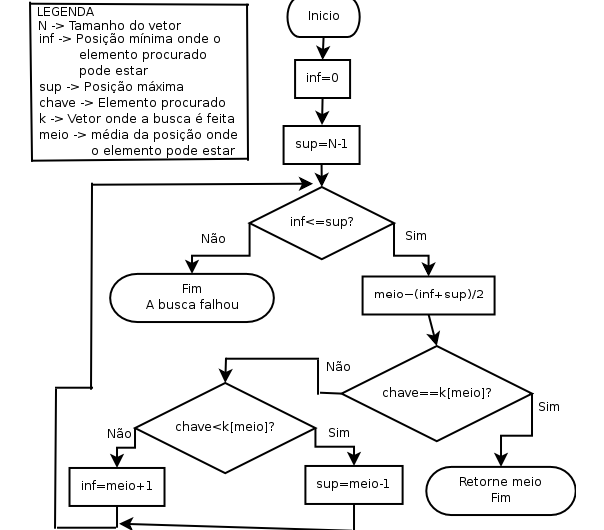 LEGENDA
N -> Tamanho do vetor
inf -> Posição mínima onde o
elemento procurado
pode estar
sup -> Posição máxima
chave -> Elemento procurado
k -> Vetor onde a busca é feita
meio -> média da posição onde
o elemento pode estar
Inicio
inf=0
sup=N-1
inf<=sup?
Não
Sim
Fim
A busca falhou
meio−(inf+sup)/2
chave==k[meio]?
Não
Sim
chave<k[meio]?
Não
Sim
inf=meio+1
sup=meio-1
Retorne meio
Fim